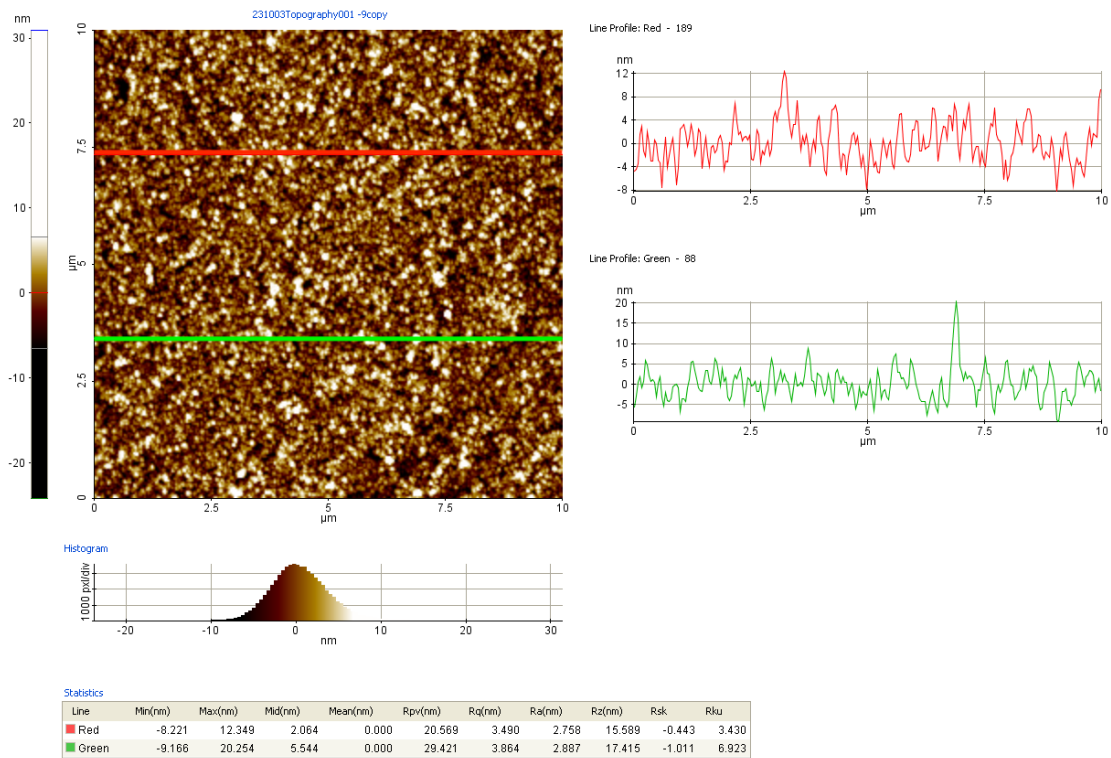 231003Topography001 -9copy
nm
30
20
10
0
-10
-20
10
7.5
µm
5
2.5
0
0 2.5 5 7.5 10
µm
Line Profile: Red - 189
nm
12
8
4
0
-4
-8
0 2.5 5 7.5 10
µm
Line Profile: Green - 88
nm
20
15
10
5
0
-5
0 2.5 5 7.5 10
µm
Histogram
1000 pxl/div
-20 -10 0 10 20 30
nm
Statistics
Line Min(nm) Max(nm) Mid(nm) Mean(nm) Rpv(nm) Rq(nm) Ra(nm) Rz(nm) Rsk Rku
Red -8.221 12.349 2.064 0.000 20.569 3.490 2.758 15.589 -0.443 3.430
Green -9.166 20.254 5.544 0.000 29.421 3.864 2.887 17.415 -1.011 6.923